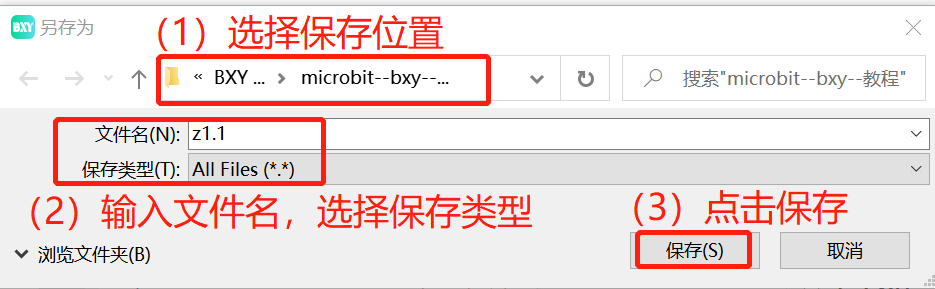 BXY 另存为
（1）选择保存位置
« BXY ... › microbit--bxy--...
搜索"microbit--bxy--教程"
文件名(N): z1.1
保存类型(T): All Files (*.*)
（2）输入文件名，选择保存类型
（3）点击保存
浏览文件夹(B)
保存(S)
取消